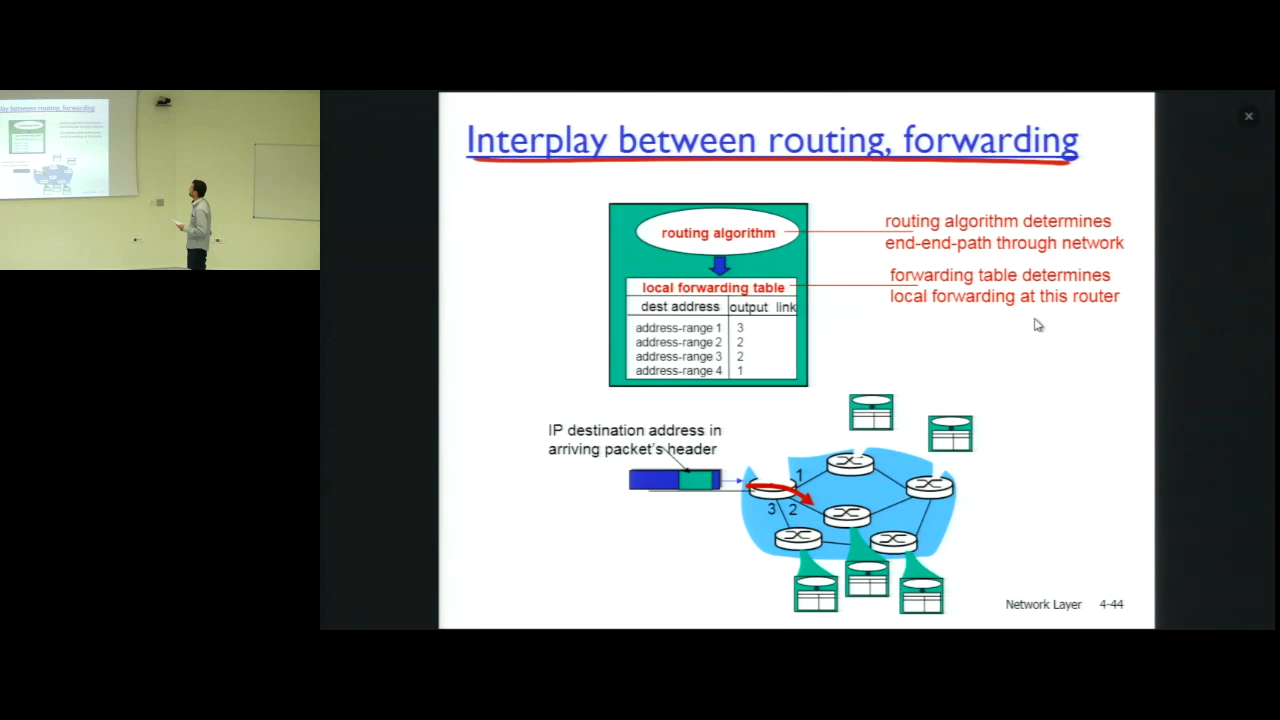 Interplay between routing, forwarding
routing algorithm
routing algorithm determines
end-end-path through network
local forwarding table
forwarding table determines
local forwarding at this router
dest address output link
address-range 1 3
address-range 2 2
address-range 3 2
address-range 4 1
IP destination address in
arriving packet's header
1
3 2
Network Layer 4-44